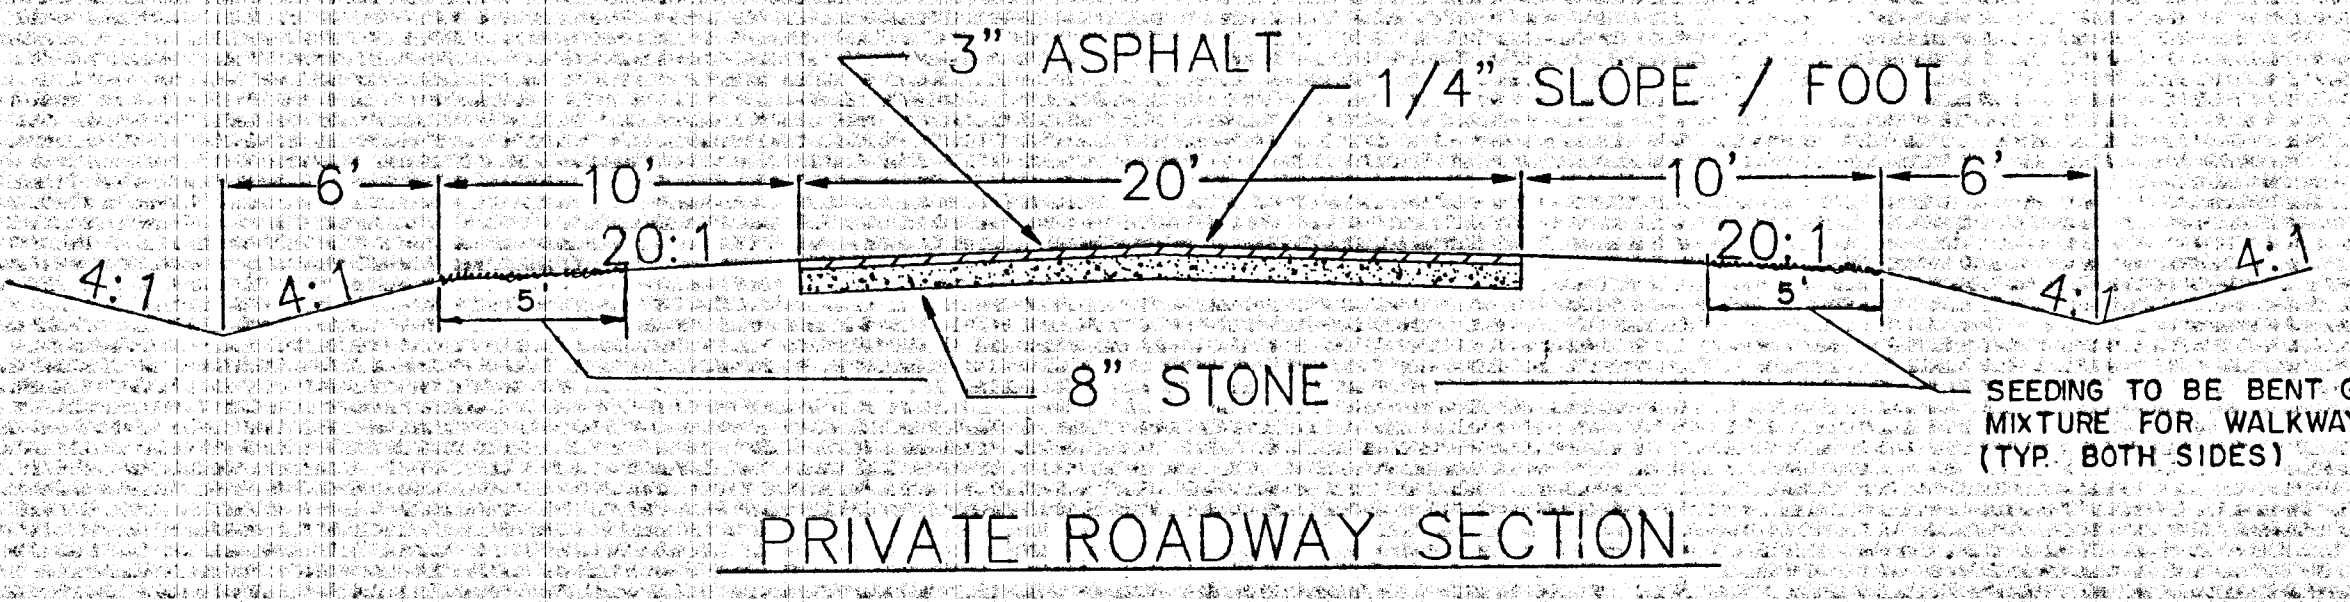 3" ASPHALT
1/4" SLOPE / FOOT
6' 10' 20' 10' 6'
20:1 20:1
4:1 4:1 4:1 4:1
5' 5'
8" STONE
SEEDING TO BE BENT
MIXTURE FOR WALKWAY
(TYP. BOTH SIDES)
PRIVATE ROADWAY SECTION